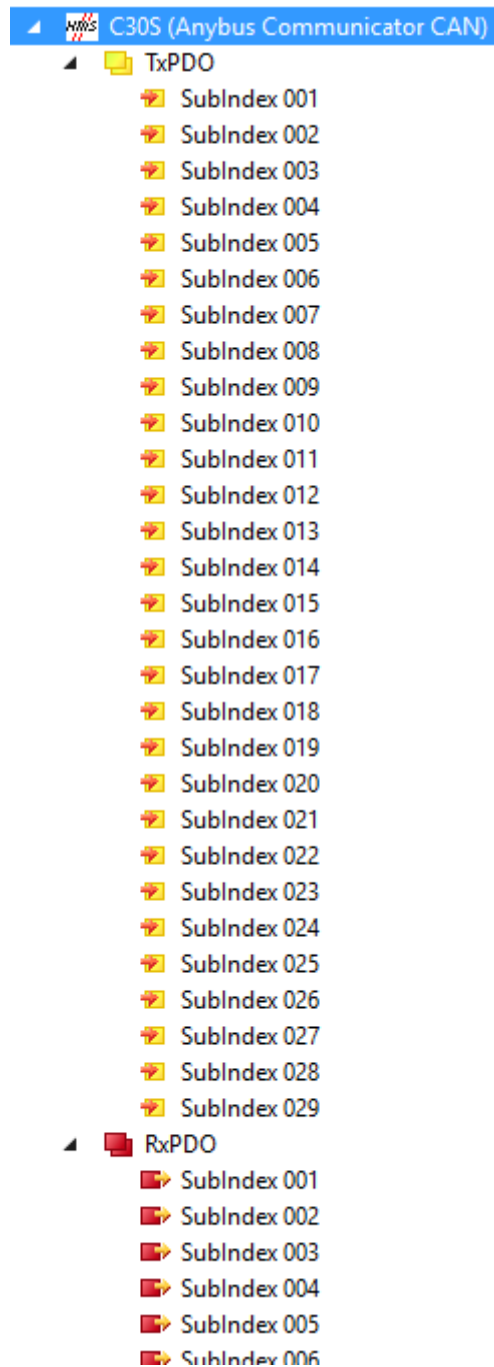 HMS C30S (Anybus Communicator CAN)
TxPDO
SubIndex 001
SubIndex 002
SubIndex 003
SubIndex 004
SubIndex 005
SubIndex 006
SubIndex 007
SubIndex 008
SubIndex 009
SubIndex 010
SubIndex 011
SubIndex 012
SubIndex 013
SubIndex 014
SubIndex 015
SubIndex 016
SubIndex 017
SubIndex 018
SubIndex 019
SubIndex 020
SubIndex 021
SubIndex 022
SubIndex 023
SubIndex 024
SubIndex 025
SubIndex 026
SubIndex 027
SubIndex 028
SubIndex 029
RxPDO
SubIndex 001
SubIndex 002
SubIndex 003
SubIndex 004
SubIndex 005
SubIndex 006